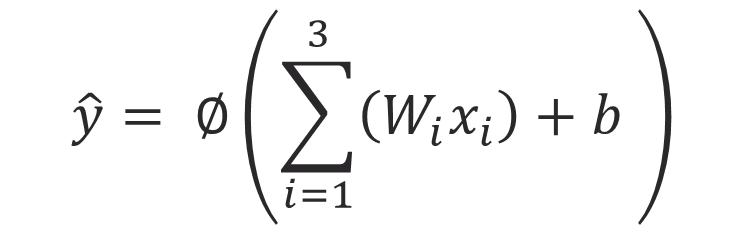 ŷ = ∅(∑_{i=1}^{3}(W_i x_i) + b)